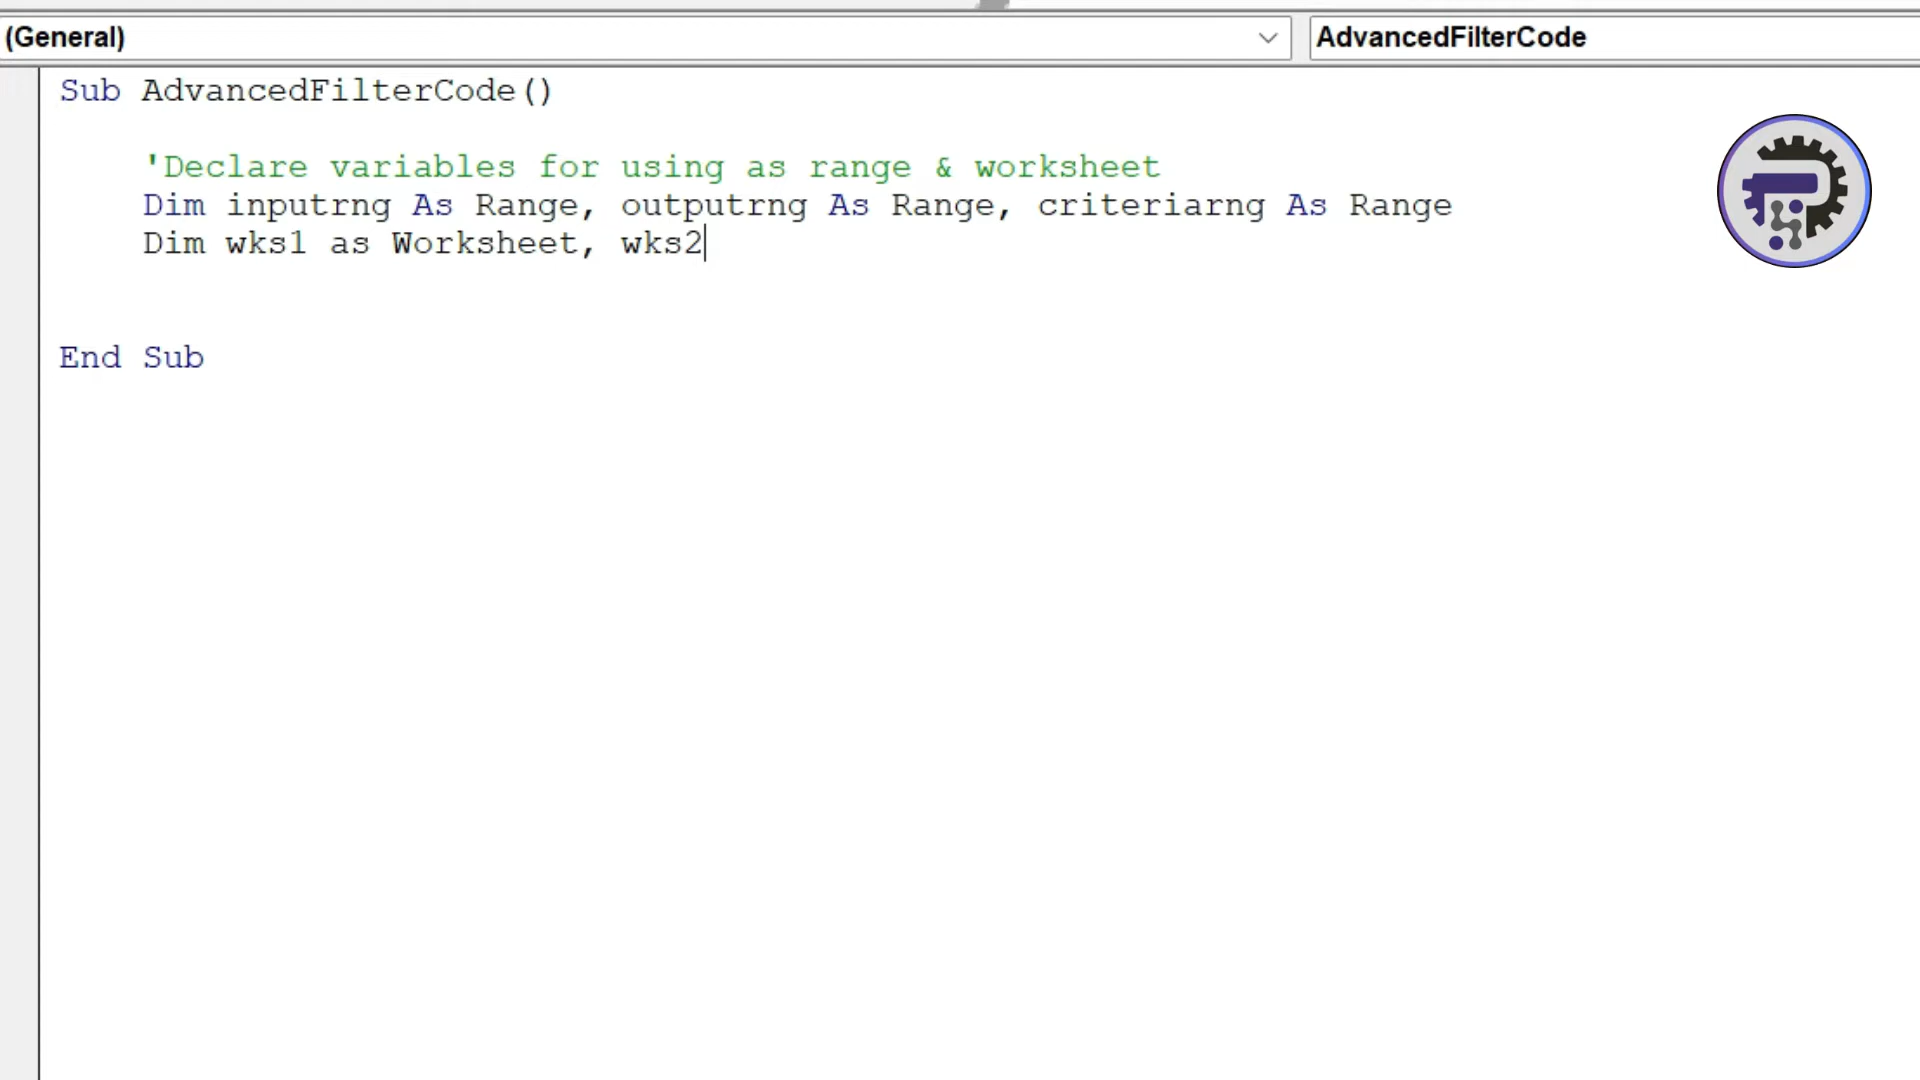 (General)
AdvancedFilterCode
Sub AdvancedFilterCode()
'Declare variables for using as range & worksheet
Dim inputrng As Range, outputrng As Range, criteriarng As Range
Dim wks1 as Worksheet, wks2
End Sub